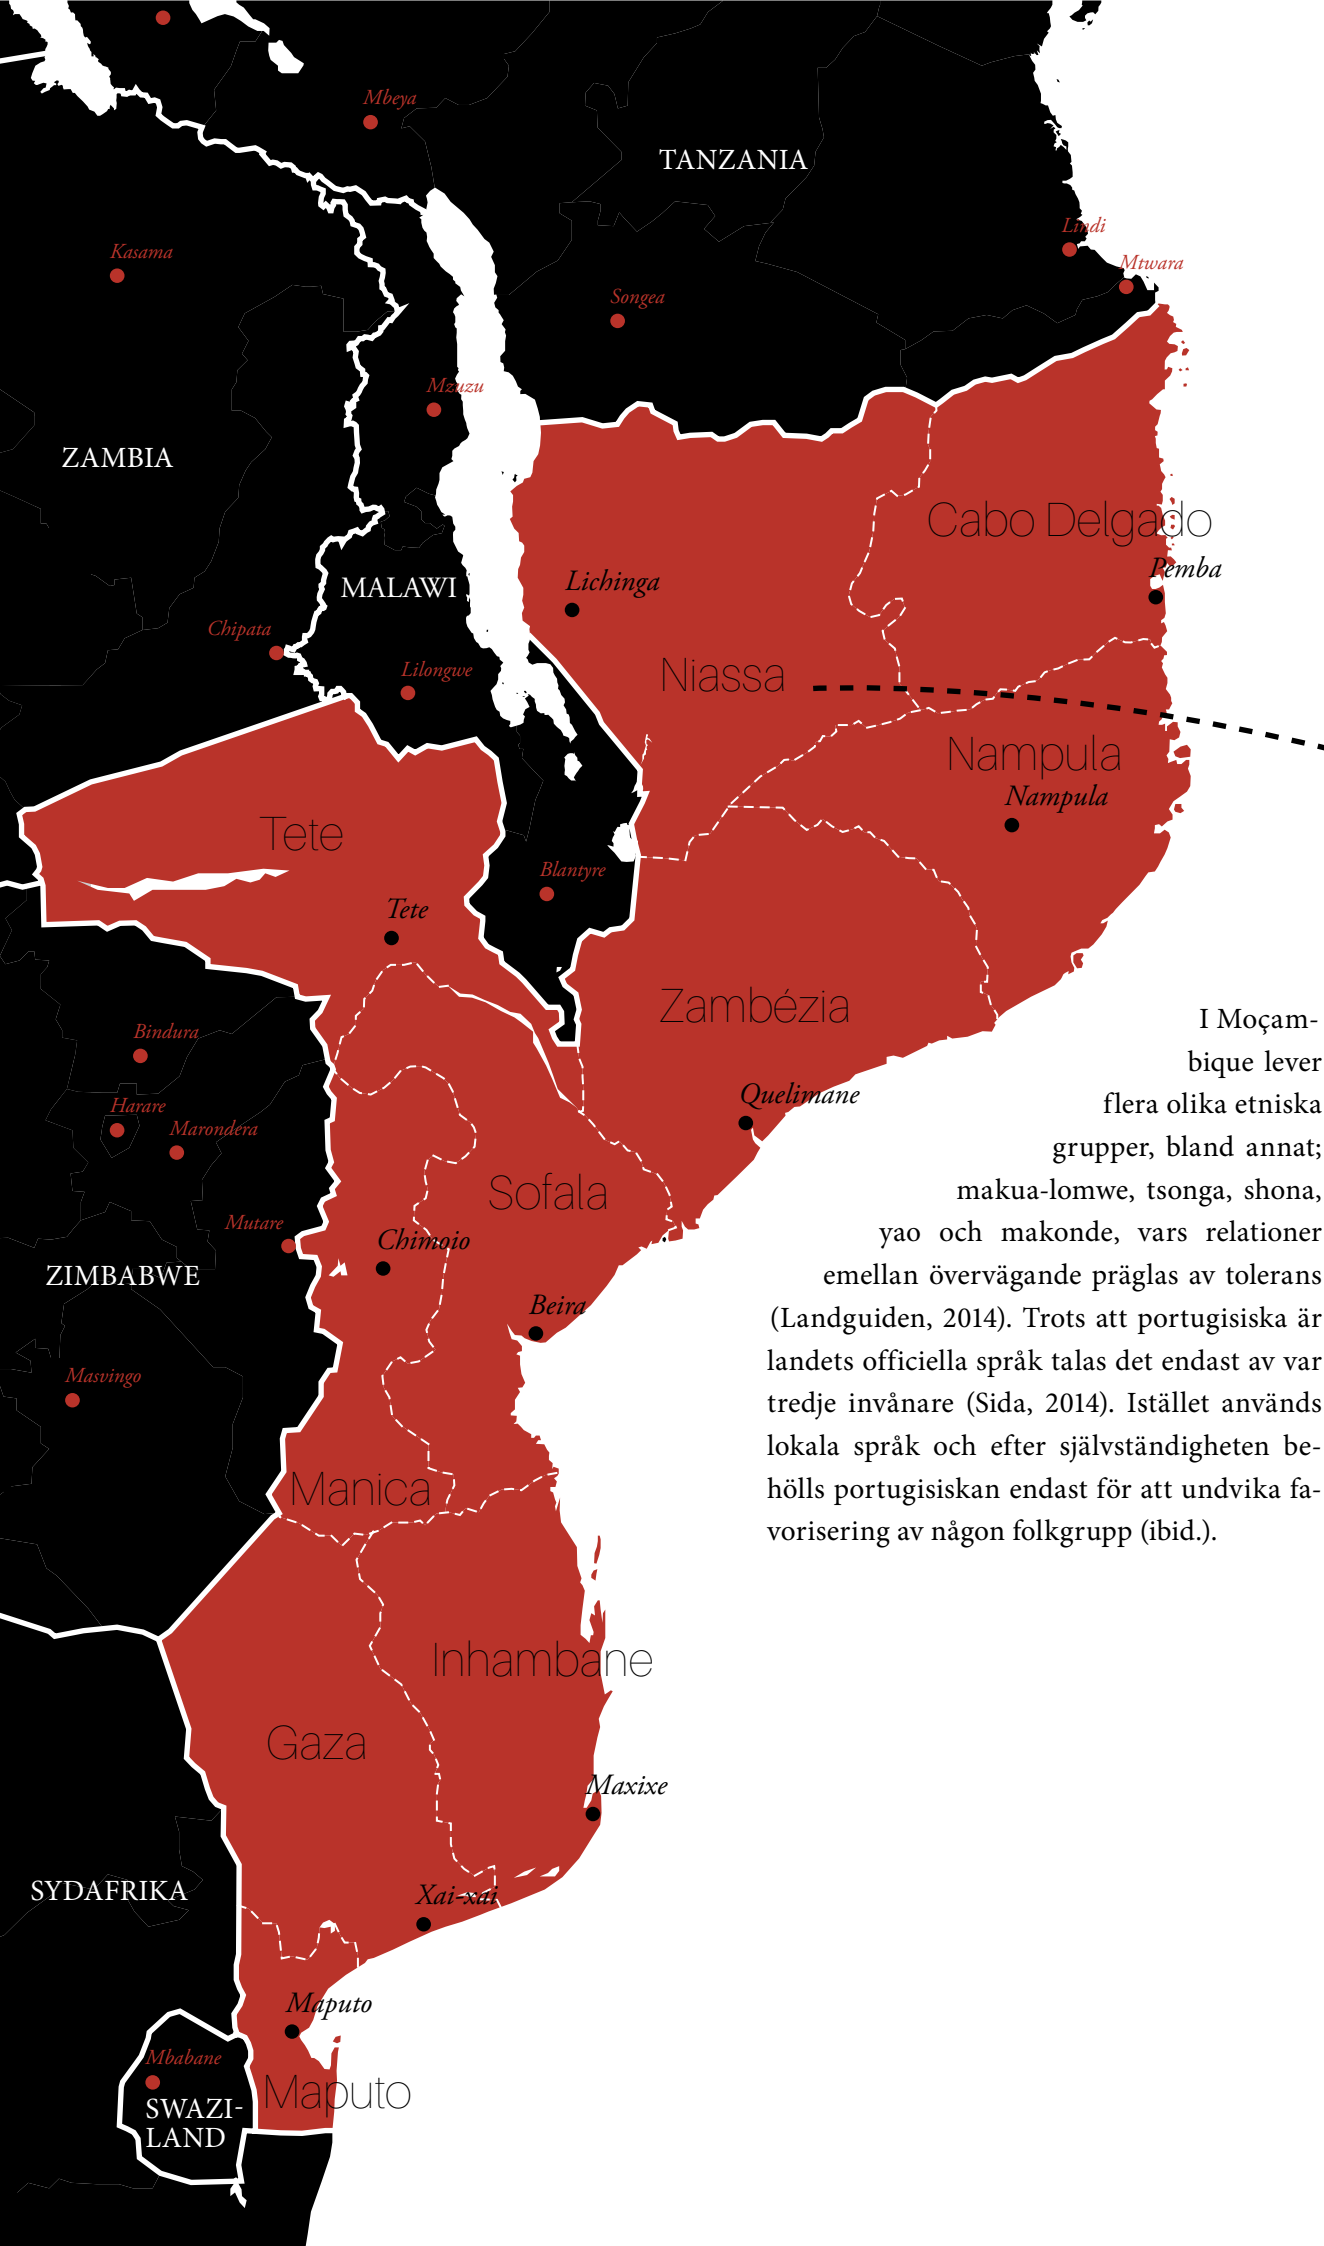 Mbeya
TANZANIA
Lindi
Kasama
Mtwara
Songea
Mzuzu
ZAMBIA
Cabo Delgado
Pemba
Lichinga
MALAWI
Chipata
Lilongwe
Niassa
Nampula
Nampula
Tete
Blantyre
Tete
Zambézia
Bindura
Quelimane
Harare
Marondera
Sofala
Mutare
Chimoio
ZIMBABWE
Beira
Masvingo
Manica
Inhambane
Gaza
Maxixe
SYDAFRIKA
Xai-xai
Maputo
Mbabane
Maputo
SWAZI-
LAND
I Moçam-
bique lever
flera olika etniska
grupper, bland annat;
makua-lomwe, tsonga, shona,
yao och makonde, vars relationer
emellan övervägande präglas av tolerans
(Landguiden, 2014). Trots att portugisiska är
landets officiella språk talas det endast av var
tredje invånare (Sida, 2014). Istället används
lokala språk och efter självständigheten be-
hölls portugisiskan endast för att undvika fa-
vorisering av någon folkgrupp (ibid.).